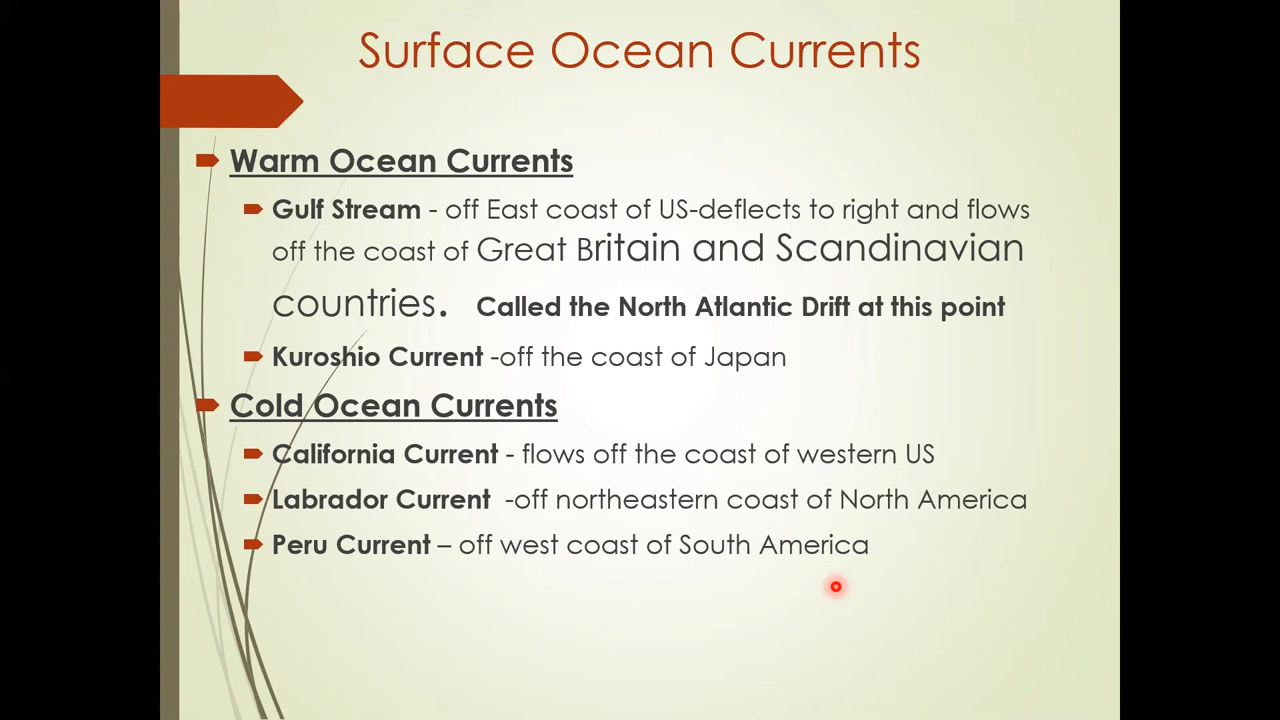 Surface Ocean Currents
Warm Ocean Currents
Gulf Stream - off East coast of US-deflects to right and flows
off the coast of Great Britain and Scandinavian
countries. Called the North Atlantic Drift at this point
Kuroshio Current -off the coast of Japan
Cold Ocean Currents
California Current - flows off the coast of western US
Labrador Current -off northeastern coast of North America
Peru Current – off west coast of South America